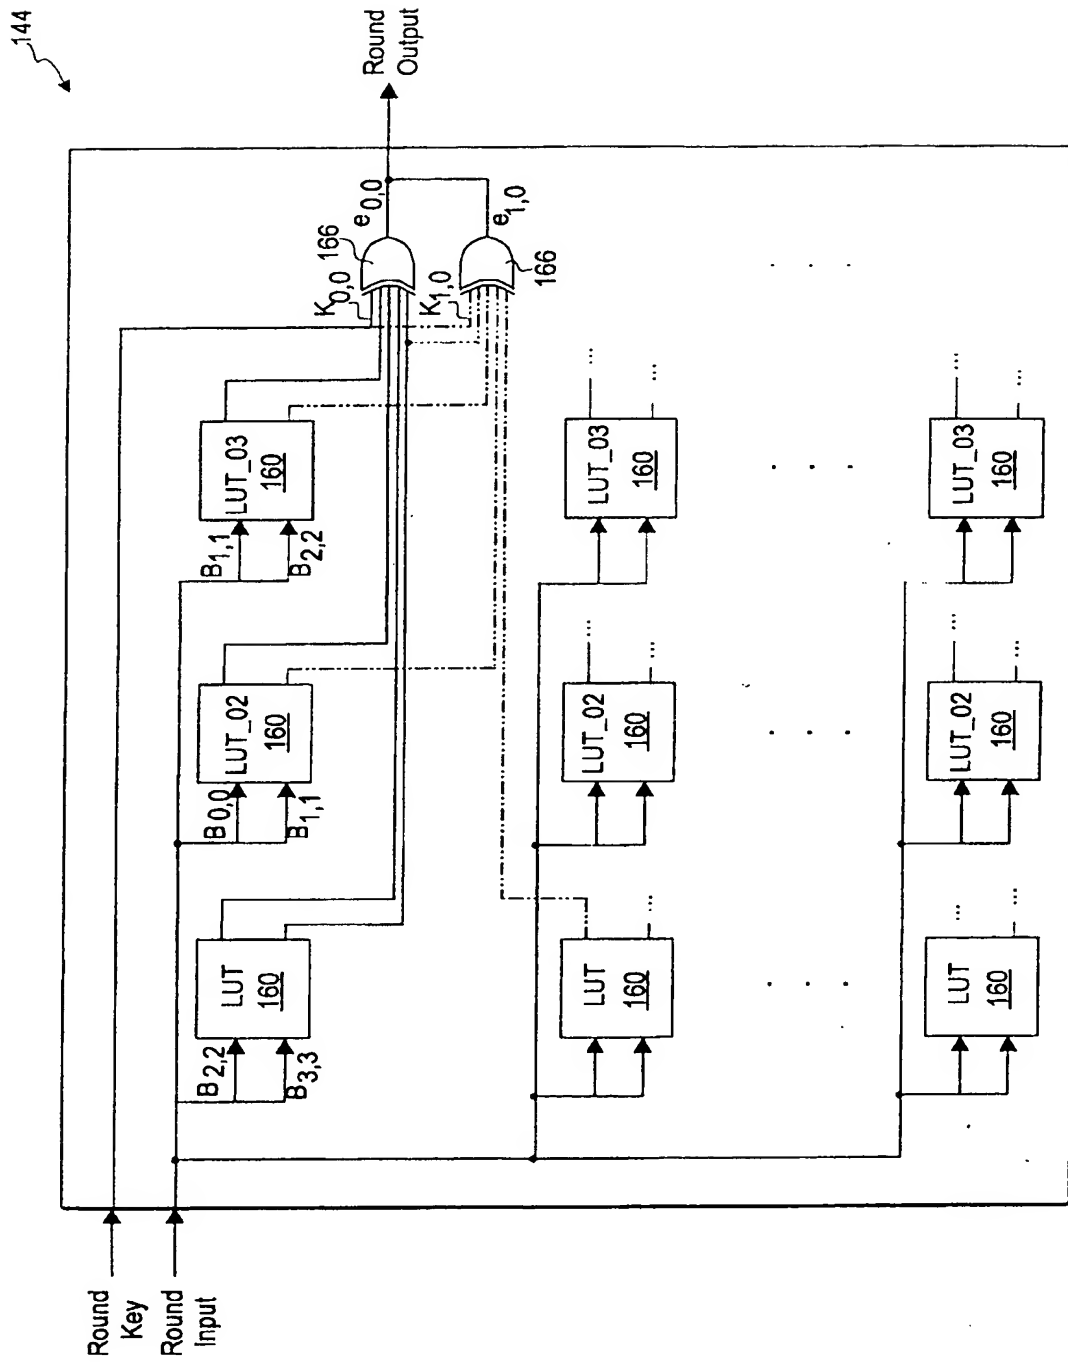 144
Round
Key
Round
Input
Round
Output
B2,2
B3,3
LUT
160
B0,0
B1,1
LUT_02
160
B1,1
B2,2
LUT_03
160
K0,0
166
e0,0
K1,0
166
e1,0
LUT
160
...
LUT_02
160
...
...
LUT_03
160
...
...
. . .
. . .
. . .
. . .
LUT
160
...
...
LUT_02
160
...
...
LUT_03
160
...
...